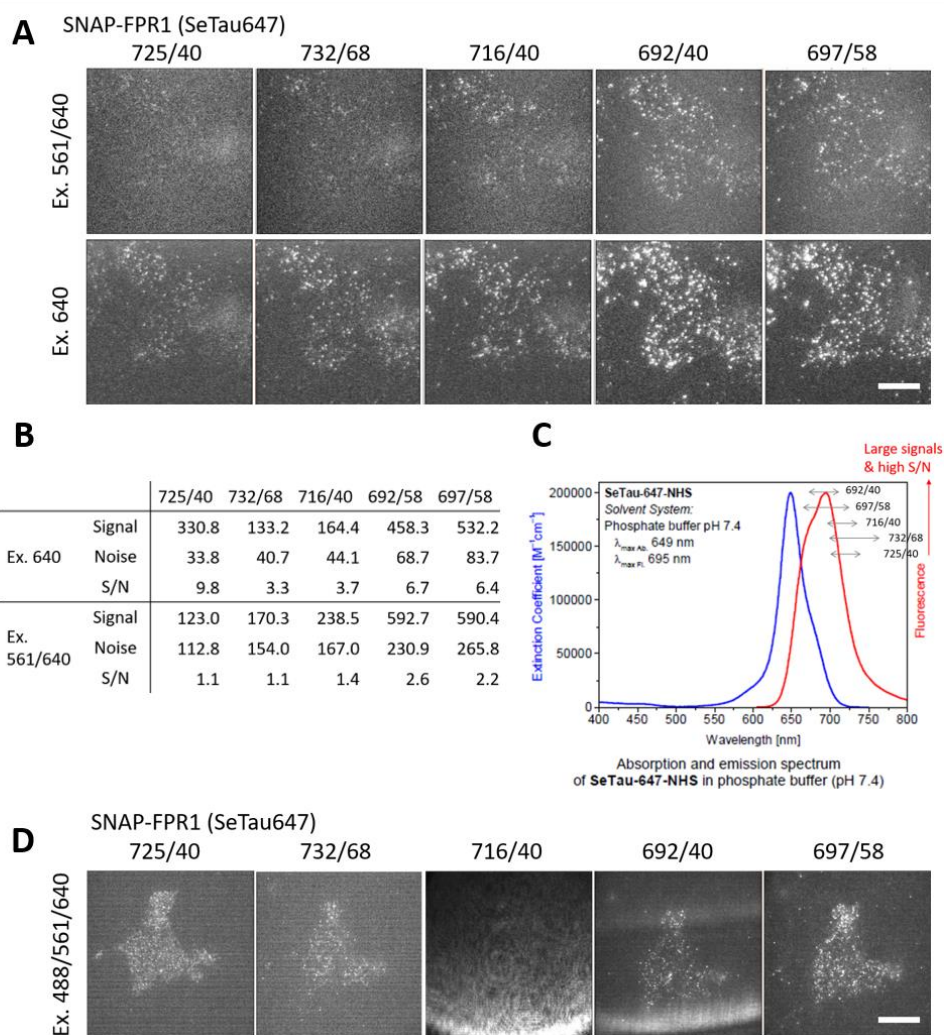 A
SNAP-FPR1 (SeTau647)
725/40 732/68 716/40 692/40 697/58
Ex. 561/640
Ex. 640
B
725/40 732/68 716/40 692/58 697/58
Ex. 640
Signal 330.8 133.2 164.4 458.3 532.2
Noise 33.8 40.7 44.1 68.7 83.7
S/N 9.8 3.3 3.7 6.7 6.4
Ex.
561/640
Signal 123.0 170.3 238.5 592.7 590.4
Noise 112.8 154.0 167.0 230.9 265.8
S/N 1.1 1.1 1.4 2.6 2.2
C
Large signals
& high S/N
SeTau-647-NHS
Solvent System:
Phosphate buffer pH 7.4
λmax Ab. 649 nm
λmax Fl. 695 nm
692/40
697/58
716/40
732/68
725/40
Extinction Coefficient [M⁻¹cm⁻¹]
200000
150000
100000
50000
0
Fluorescence
400 450 500 550 600 650 700 750 800
Wavelength [nm]
Absorption and emission spectrum
of SeTau-647-NHS in phosphate buffer (pH 7.4)
D
SNAP-FPR1 (SeTau647)
725/40 732/68 716/40 692/40 697/58
Ex. 488/561/640